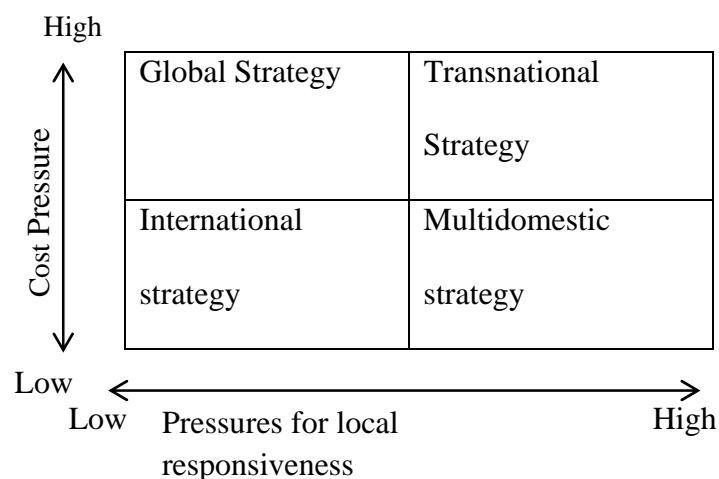 High
Global Strategy
Transnational
Strategy
Cost Pressure
International
strategy
Multidomestic
strategy
Low
Low
Pressures for local
responsiveness
High